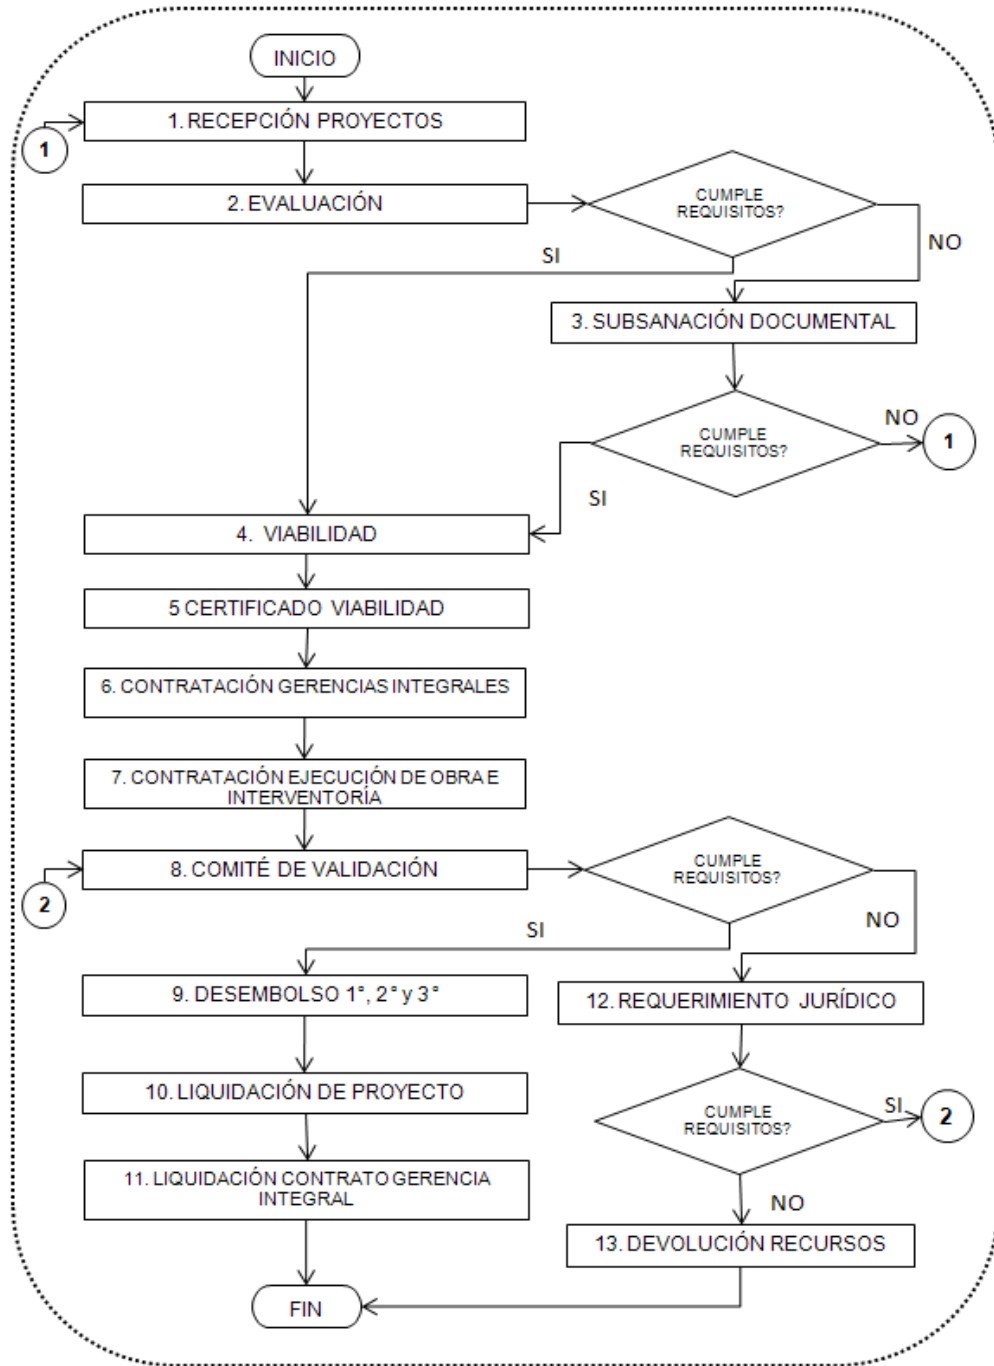 INICIO
1. RECEPCIÓN PROYECTOS
1
2. EVALUACIÓN
CUMPLE
REQUISITOS?
NO
SI
3. SUBSANACIÓN DOCUMENTAL
CUMPLE
REQUISITOS?
NO
1
SI
4. VIABILIDAD
5 CERTIFICADO VIABILIDAD
6. CONTRATACIÓN GERENCIAS INTEGRALES
7. CONTRATACIÓN EJECUCIÓN DE OBRA E
INTERVENTORÍA
8. COMITÉ DE VALIDACIÓN
2
CUMPLE
REQUISITOS?
NO
SI
9. DESEMBOLSO 1°, 2° y 3°
12. REQUERIMIENTO JURÍDICO
10. LIQUIDACIÓN DE PROYECTO
CUMPLE
REQUISITOS?
SI
2
11. LIQUIDACIÓN CONTRATO GERENCIA
INTEGRAL
NO
13. DEVOLUCIÓN RECURSOS
FIN